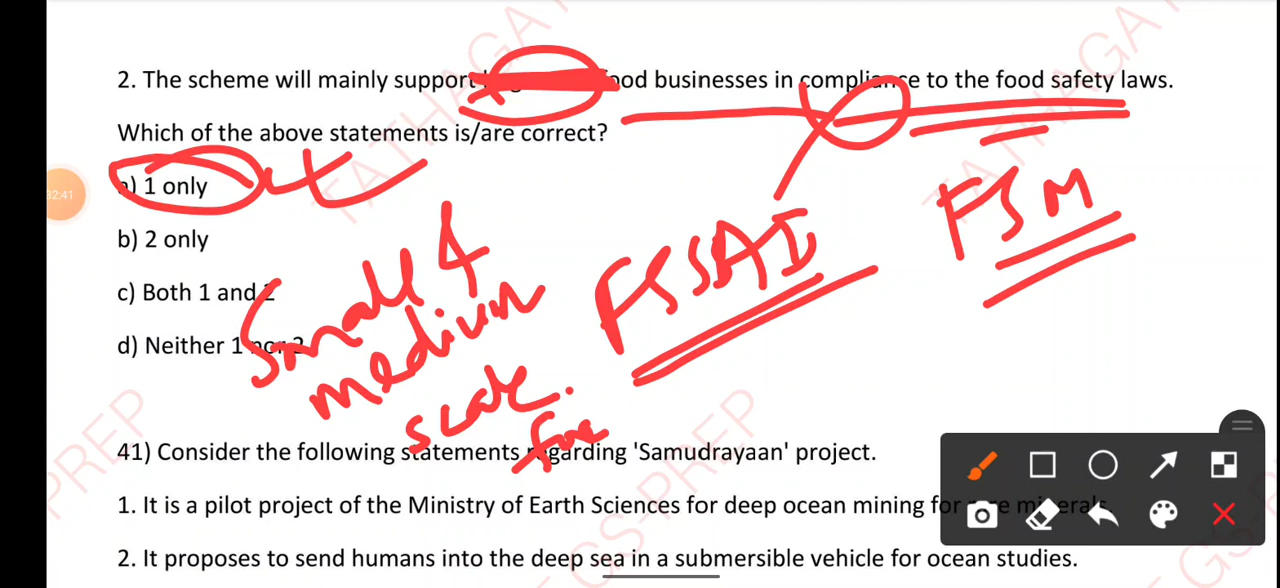 2. The scheme will mainly support food businesses in compliance to the food safety laws.
Which of the above statements is/are correct?
a) 1 only
32:41
b) 2 only
c) Both 1 and 2
d) Neither 1 nor 2
Small &
medium
scale.
FSSAI
FSM
41) Consider the following statements regarding 'Samudrayaan' project.
1. It is a pilot project of the Ministry of Earth Sciences for deep ocean mining for rare minerals.
2. It proposes to send humans into the deep sea in a submersible vehicle for ocean studies.